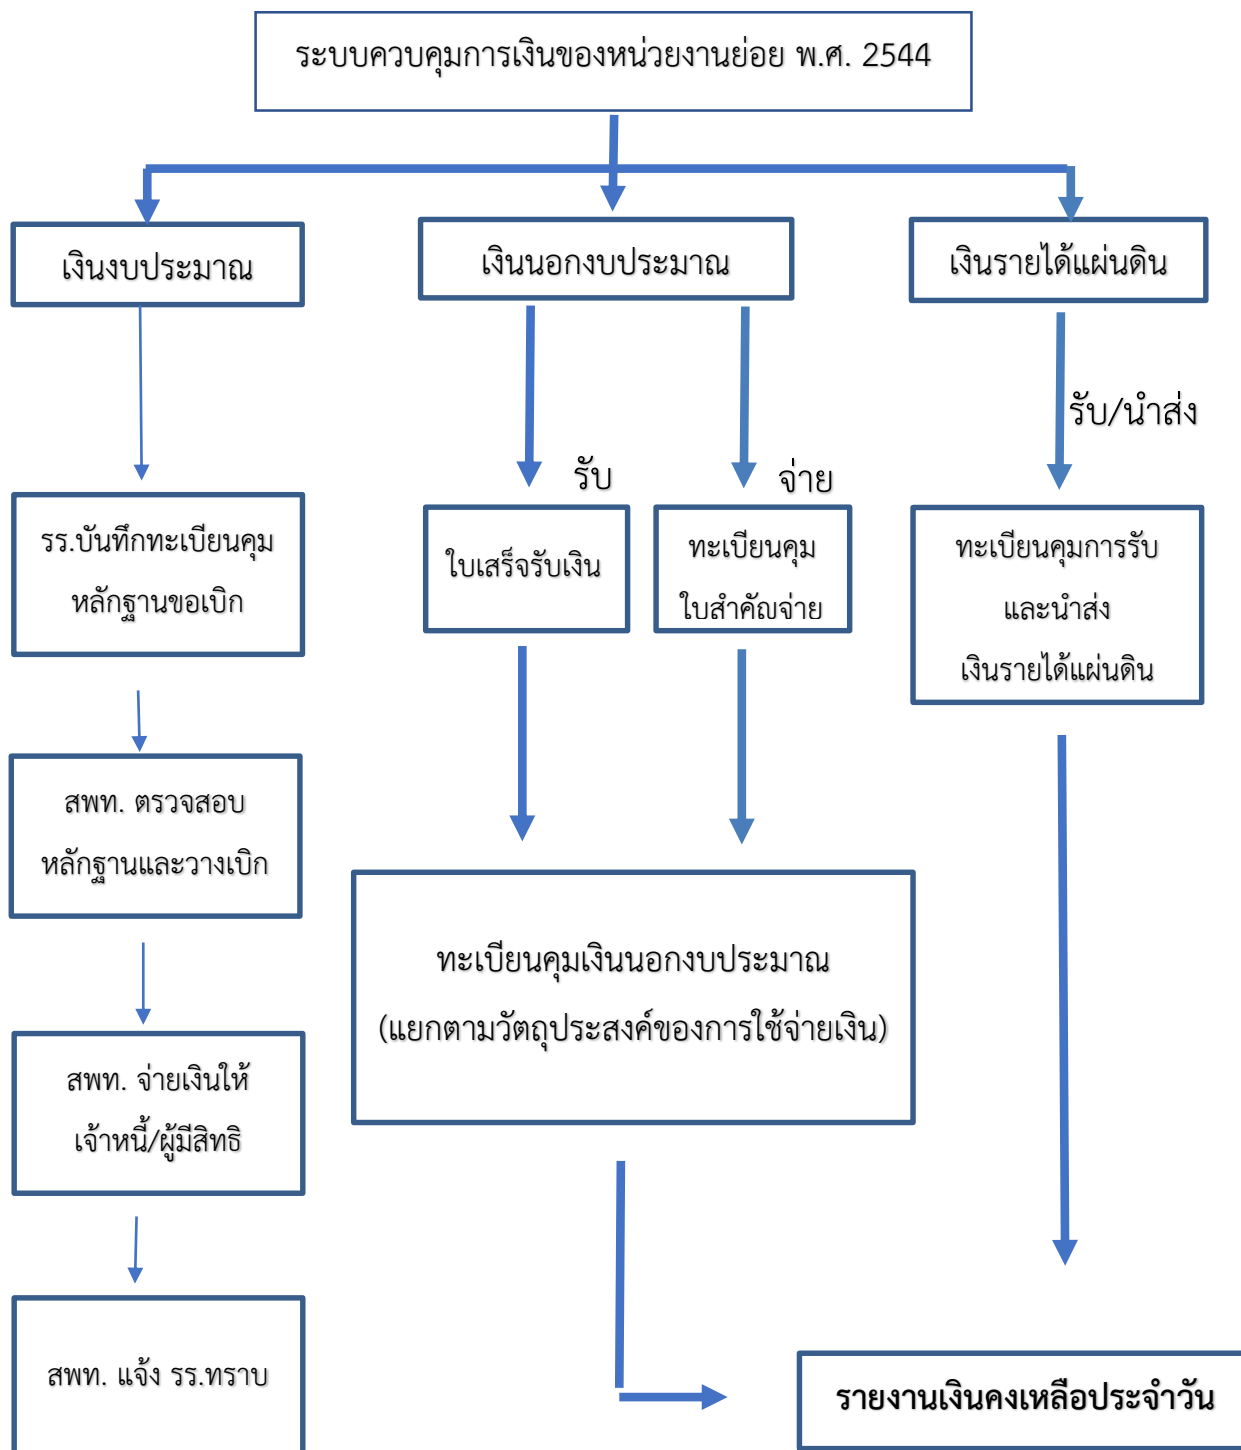 ระบบควบคุมการเงินของหน่วยงานย่อย พ.ศ. 2544
เงินงบประมาณ
เงินนอกงบประมาณ
เงินรายได้แผ่นดิน
รับ/นำส่ง
รับ
จ่าย
รร.บันทึกทะเบียนคุม
หลักฐานขอเบิก
ใบเสร็จรับเงิน
ทะเบียนคุม
ใบสำคัญจ่าย
ทะเบียนคุมการรับ
และนำส่ง
เงินรายได้แผ่นดิน
สพท. ตรวจสอบ
หลักฐานและวางเบิก
ทะเบียนคุมเงินนอกงบประมาณ
(แยกตามวัตถุประสงค์ของการใช้จ่ายเงิน)
สพท. จ่ายเงินให้
เจ้าหนี้/ผู้มีสิทธิ
สพท. แจ้ง รร.ทราบ
รายงานเงินคงเหลือประจำวัน